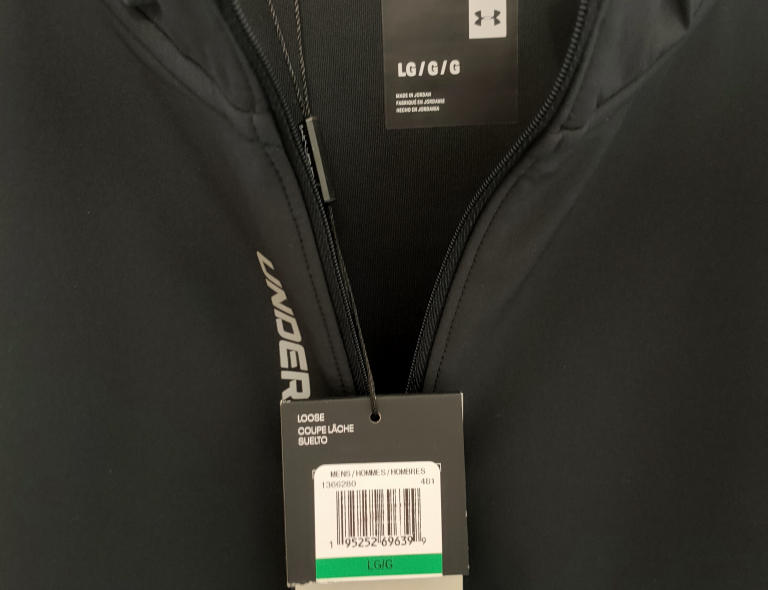 LG/G/G
MADE IN JORDAN
FABRIQUÉ EN JORDANIE
HECHO EN JORDANIA
UNDER
LOOSE
COUPE LÂCHE
SUELTO
MENS/HOMMES/HOMBRES
1366280 481
1 95252 69639 9
LG/G